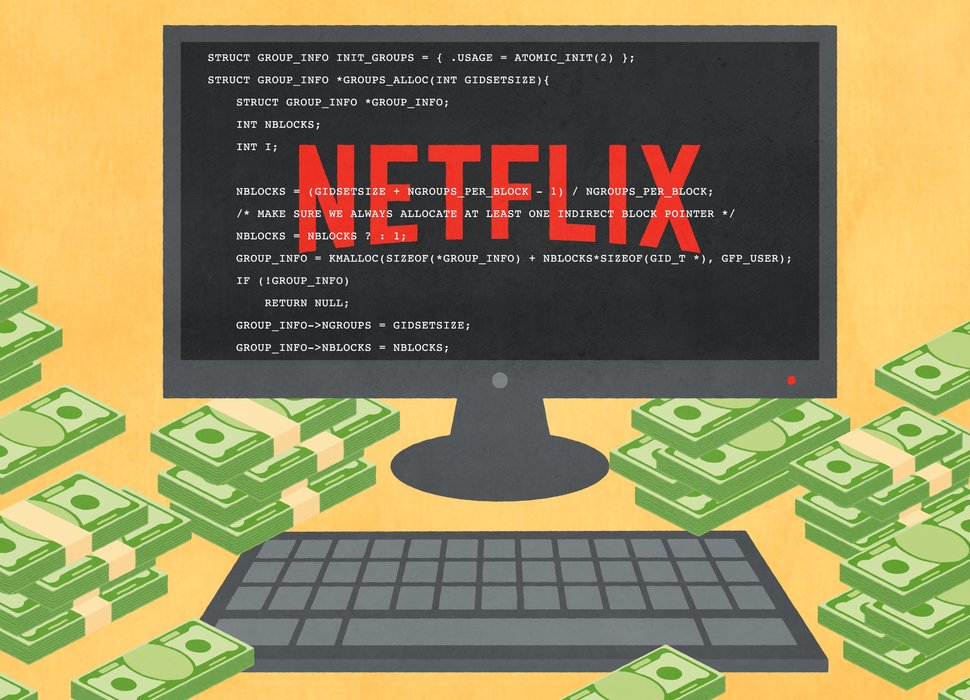 STRUCT GROUP_INFO INIT_GROUPS = { .USAGE = ATOMIC_INIT(2) };
STRUCT GROUP_INFO *GROUPS_ALLOC(INT GIDSETSIZE){
STRUCT GROUP_INFO *GROUP_INFO;
INT NBLOCKS;
INT I;
NETFLIX
NBLOCKS = (GIDSETSIZE + NGROUPS_PER_BLOCK - 1) / NGROUPS_PER_BLOCK;
/* MAKE SURE WE ALWAYS ALLOCATE AT LEAST ONE INDIRECT BLOCK POINTER */
NBLOCKS = NBLOCKS ? : 1;
GROUP_INFO = KMALLOC(SIZEOF(*GROUP_INFO) + NBLOCKS*SIZEOF(GID_T *), GFP_USER);
IF (!GROUP_INFO)
RETURN NULL;
GROUP_INFO->NGROUPS = GIDSETSIZE;
GROUP_INFO->NBLOCKS = NBLOCKS;